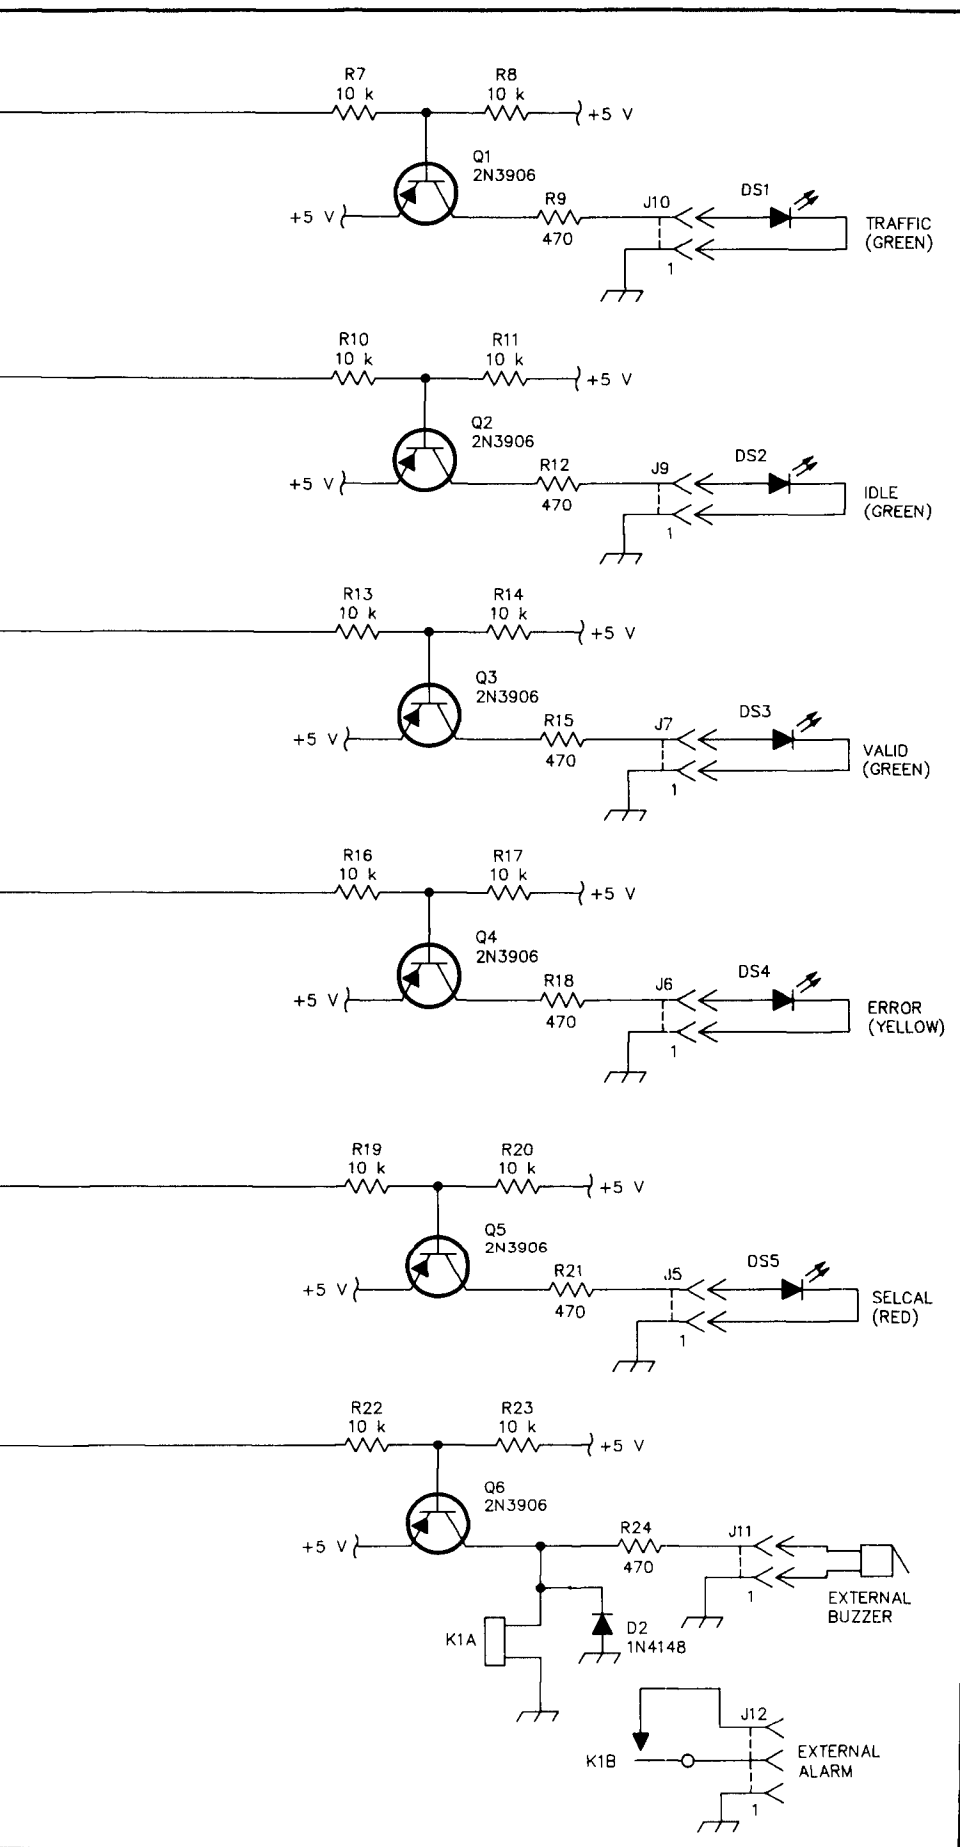 R7
10 k
R8
10 k
+5 V
Q1
2N3906
+5 V
R9
470
J10
1
DS1
TRAFFIC
(GREEN)
R10
10 k
R11
10 k
+5 V
Q2
2N3906
+5 V
R12
470
J9
1
DS2
IDLE
(GREEN)
R13
10 k
R14
10 k
+5 V
Q3
2N3906
+5 V
R15
470
J7
1
DS3
VALID
(GREEN)
R16
10 k
R17
10 k
+5 V
Q4
2N3906
+5 V
R18
470
J6
1
DS4
ERROR
(YELLOW)
R19
10 k
R20
10 k
+5 V
Q5
2N3906
+5 V
R21
470
J5
1
DS5
SELCAL
(RED)
R22
10 k
R23
10 k
+5 V
Q6
2N3906
+5 V
R24
470
J11
1
EXTERNAL
BUZZER
K1A
D2
1N4148
J12
K1B
EXTERNAL
ALARM
1